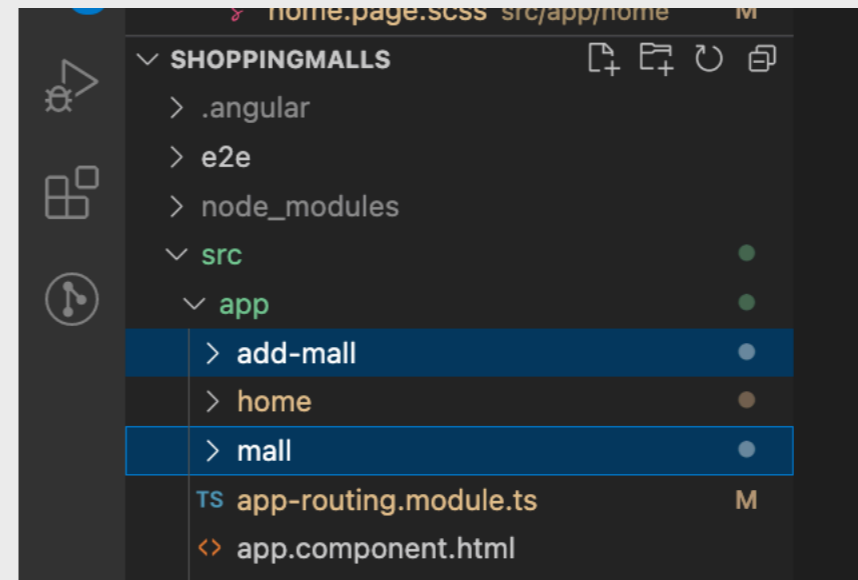 home.page.scss src/app/home M
SHOPPINGMALLS
.angular
e2e
node_modules
src
app
add-mall
home
mall
TS app-routing.module.ts M
<> app.component.html